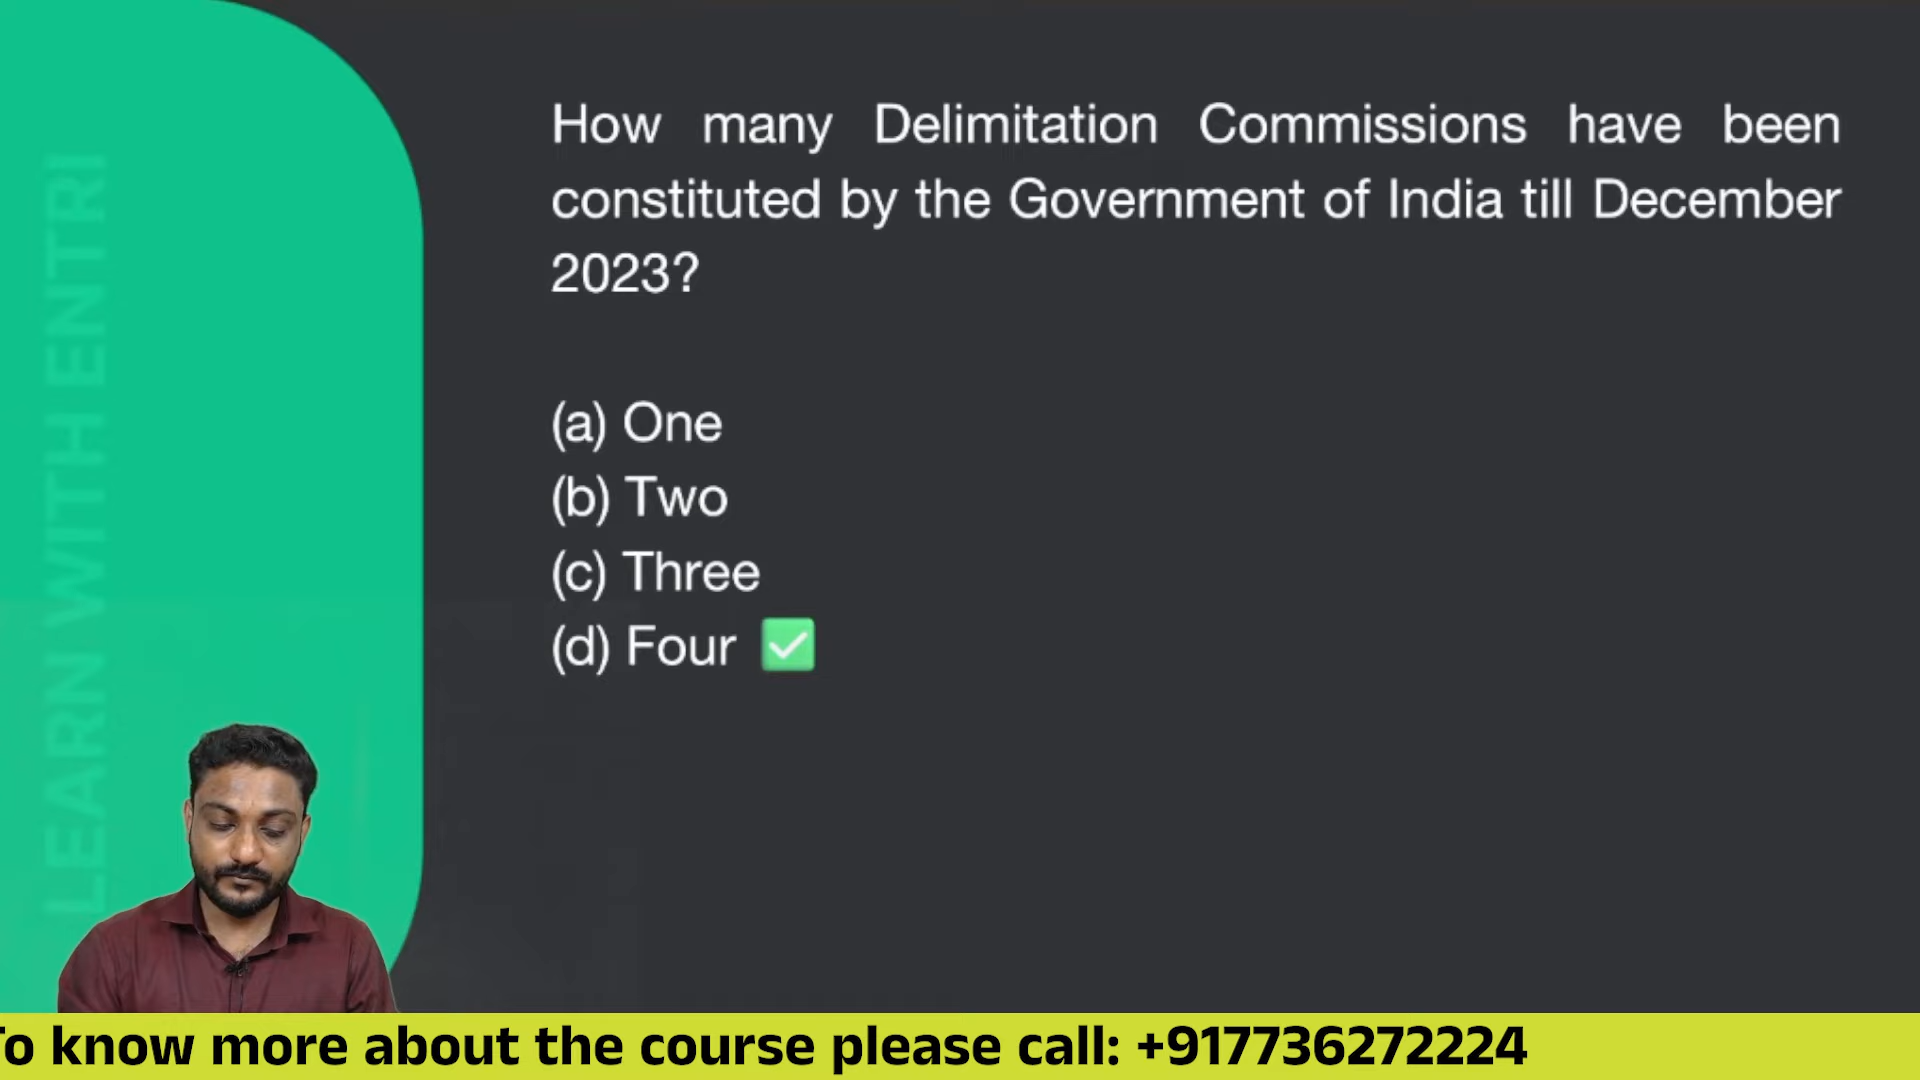 How many Delimitation Commissions have been
constituted by the Government of India till December
2023?
(a) One
(b) Two
(c) Three
(d) Four ✅
LEARN WITH ENTRI
To know more about the course please call: +917736272224